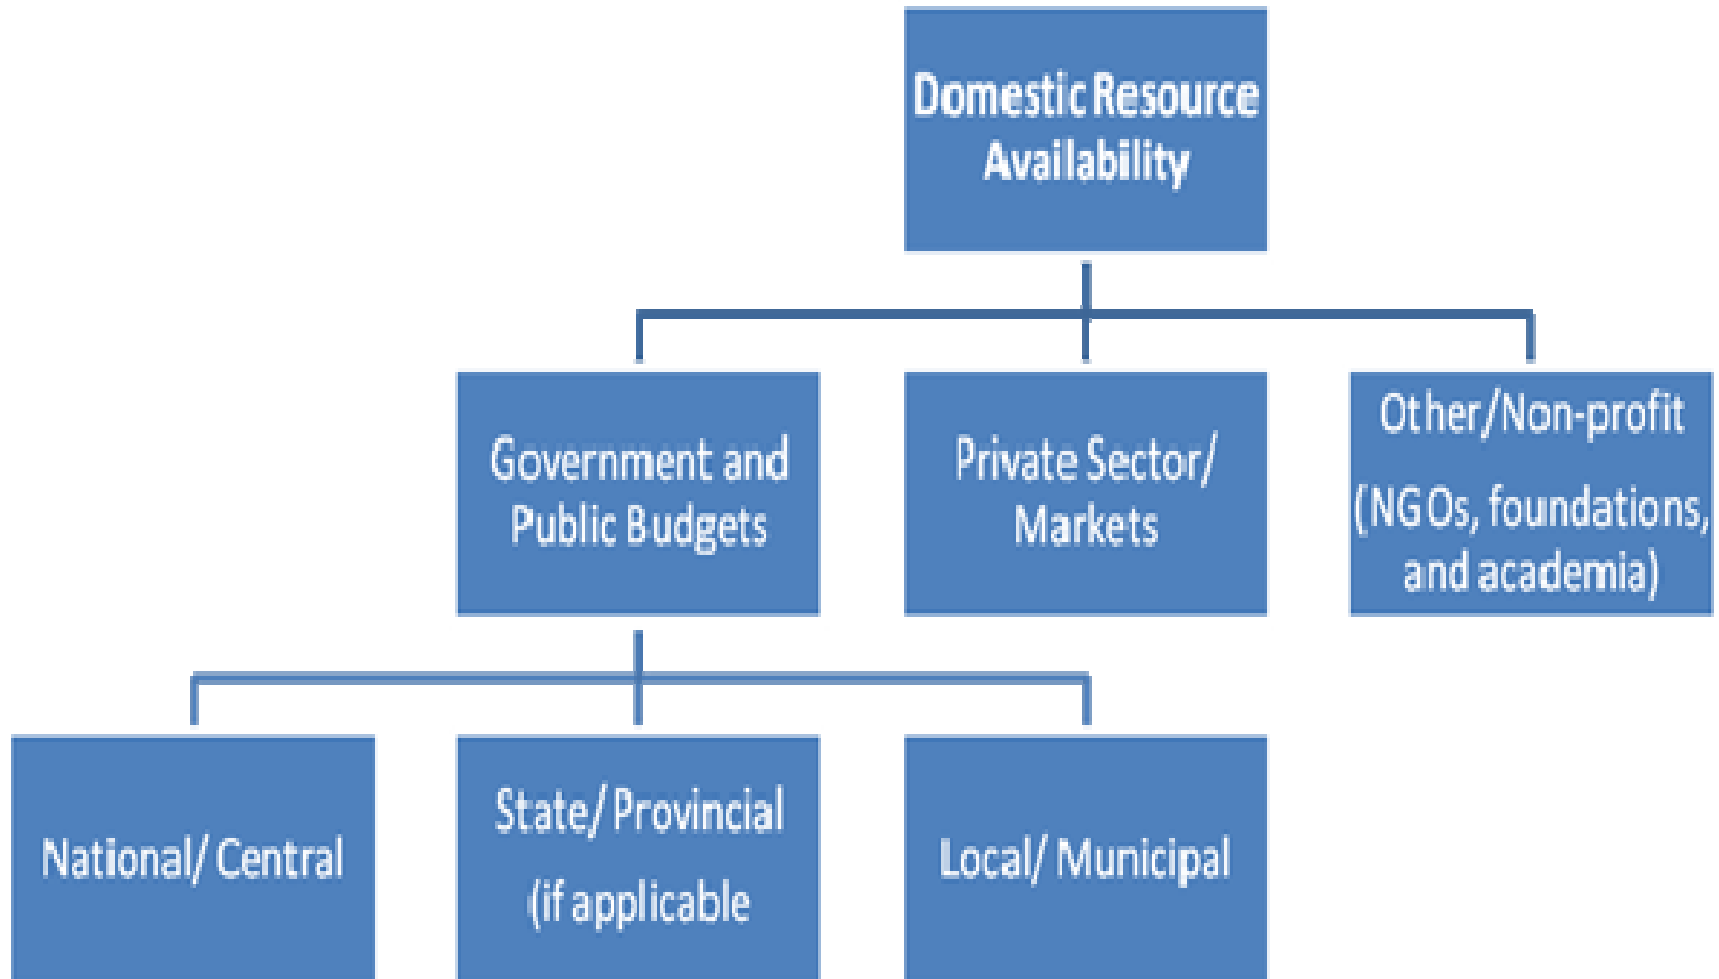 Domestic Resource
Availability
Government and
Public Budgets
Private Sector/
Markets
Other/Non-profit
(NGOs, foundations,
and academia)
National/ Central
State/ Provincial
(if applicable
Local/ Municipal